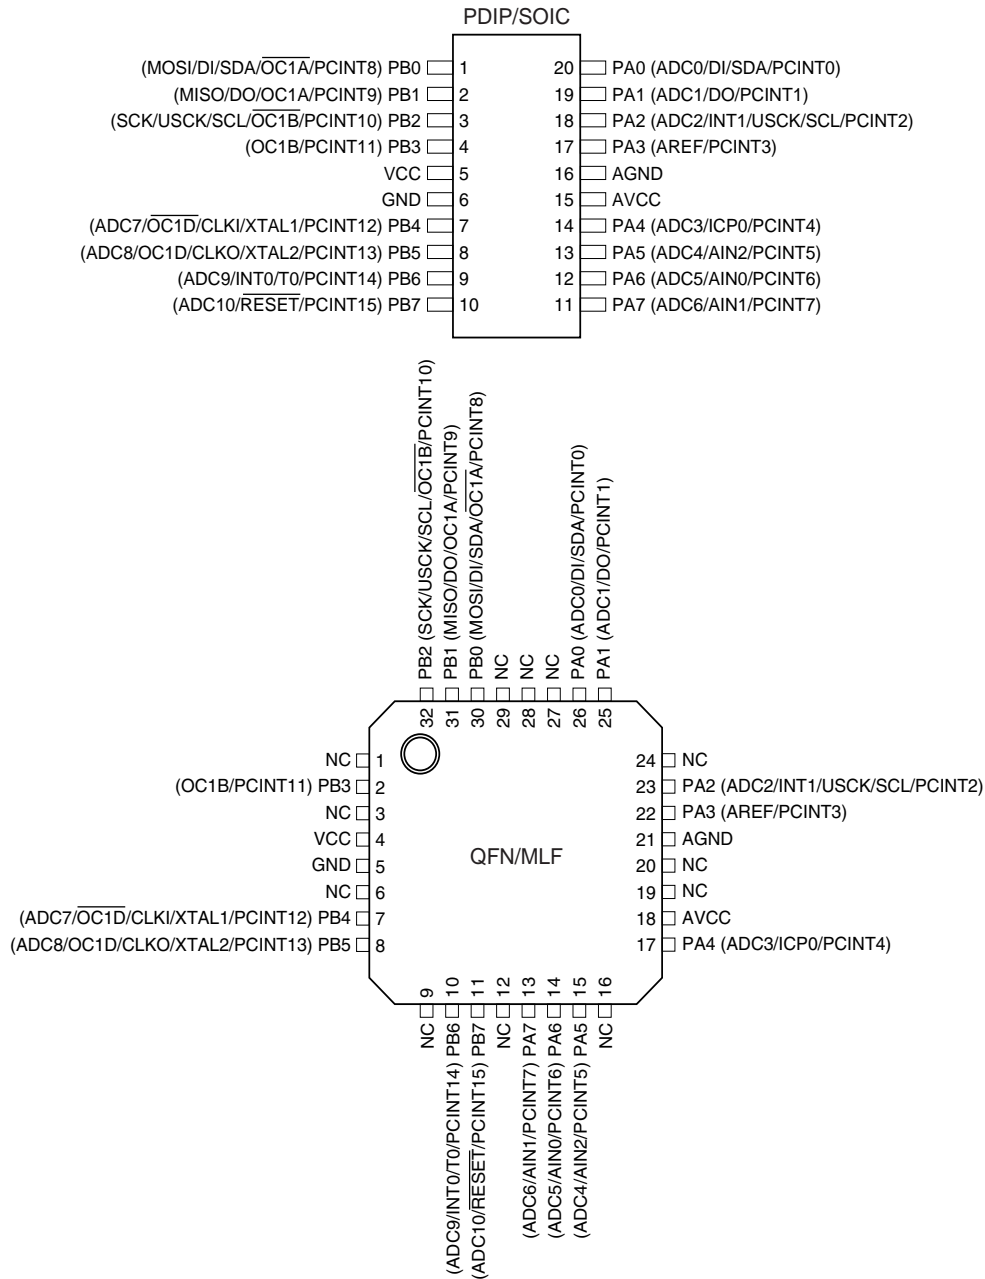 PDIP/SOIC
(MOSI/DI/SDA/OC1A/PCINT8) PB0 1 20 PA0 (ADC0/DI/SDA/PCINT0)
(MISO/DO/OC1A/PCINT9) PB1 2 19 PA1 (ADC1/DO/PCINT1)
(SCK/USCK/SCL/OC1B/PCINT10) PB2 3 18 PA2 (ADC2/INT1/USCK/SCL/PCINT2)
(OC1B/PCINT11) PB3 4 17 PA3 (AREF/PCINT3)
VCC 5 16 AGND
GND 6 15 AVCC
(ADC7/OC1D/CLKI/XTAL1/PCINT12) PB4 7 14 PA4 (ADC3/ICP0/PCINT4)
(ADC8/OC1D/CLKO/XTAL2/PCINT13) PB5 8 13 PA5 (ADC4/AIN2/PCINT5)
(ADC9/INT0/T0/PCINT14) PB6 9 12 PA6 (ADC5/AIN0/PCINT6)
(ADC10/RESET/PCINT15) PB7 10 11 PA7 (ADC6/AIN1/PCINT7)
32 PB2 (SCK/USCK/SCL/OC1B/PCINT10)
31 PB1 (MISO/DO/OC1A/PCINT9)
30 PB0 (MOSI/DI/SDA/OC1A/PCINT8)
29 NC
28 NC
27 NC
26 PA0 (ADC0/DI/SDA/PCINT0)
25 PA1 (ADC1/DO/PCINT1)
NC 1 24 NC
(OC1B/PCINT11) PB3 2 23 PA2 (ADC2/INT1/USCK/SCL/PCINT2)
NC 3 22 PA3 (AREF/PCINT3)
VCC 4 21 AGND
QFN/MLF
GND 5 20 NC
NC 6 19 NC
(ADC7/OC1D/CLKI/XTAL1/PCINT12) PB4 7 18 AVCC
(ADC8/OC1D/CLKO/XTAL2/PCINT13) PB5 8 17 PA4 (ADC3/ICP0/PCINT4)
NC 9
(ADC9/INT0/T0/PCINT14) PB6 10
(ADC10/RESET/PCINT15) PB7 11
NC 12
(ADC6/AIN1/PCINT7) PA7 13
(ADC5/AIN0/PCINT6) PA6 14
(ADC4/AIN2/PCINT5) PA5 15
NC 16